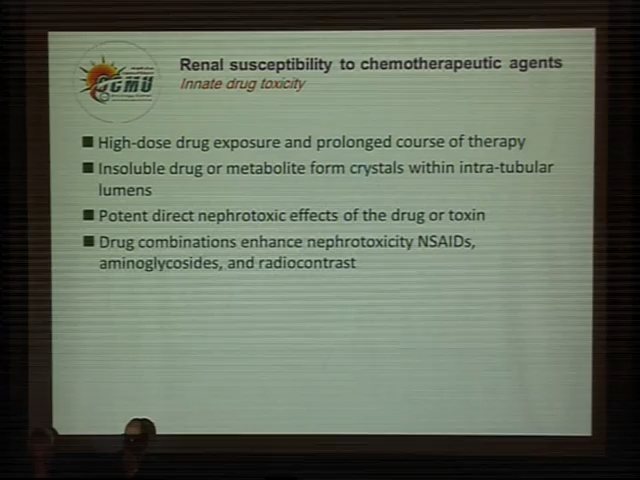 Renal susceptibility to chemotherapeutic agents
Innate drug toxicity
High-dose drug exposure and prolonged course of therapy
Insoluble drug or metabolite form crystals within intra-tubular
lumens
Potent direct nephrotoxic effects of the drug or toxin
Drug combinations enhance nephrotoxicity NSAIDs,
aminoglycosides, and radiocontrast